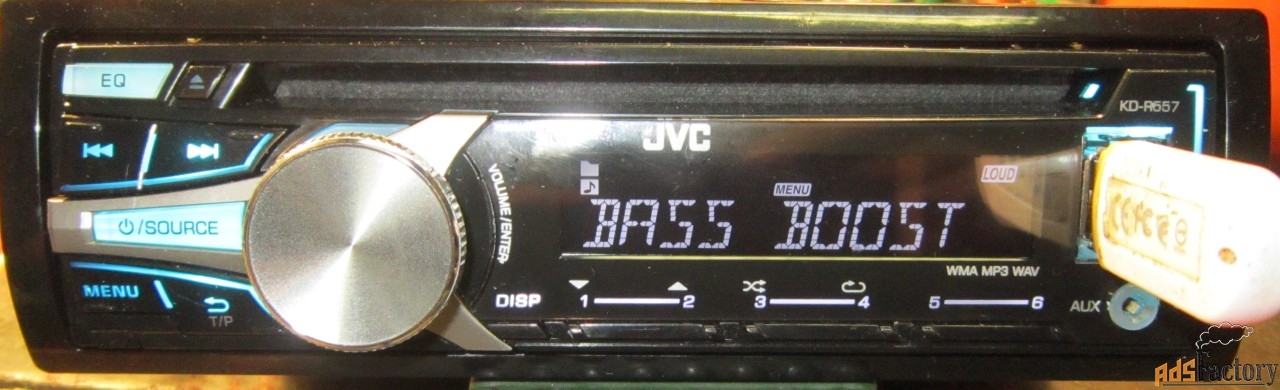 EQ
KD-R557
JVC
VOLUME/ENTER
LOUD
MENU
BASS BOOST
/SOURCE
WMA MP3 WAV
MENU
T/P
DISP
1 2 3 4 5 6
AUX
adsFactory